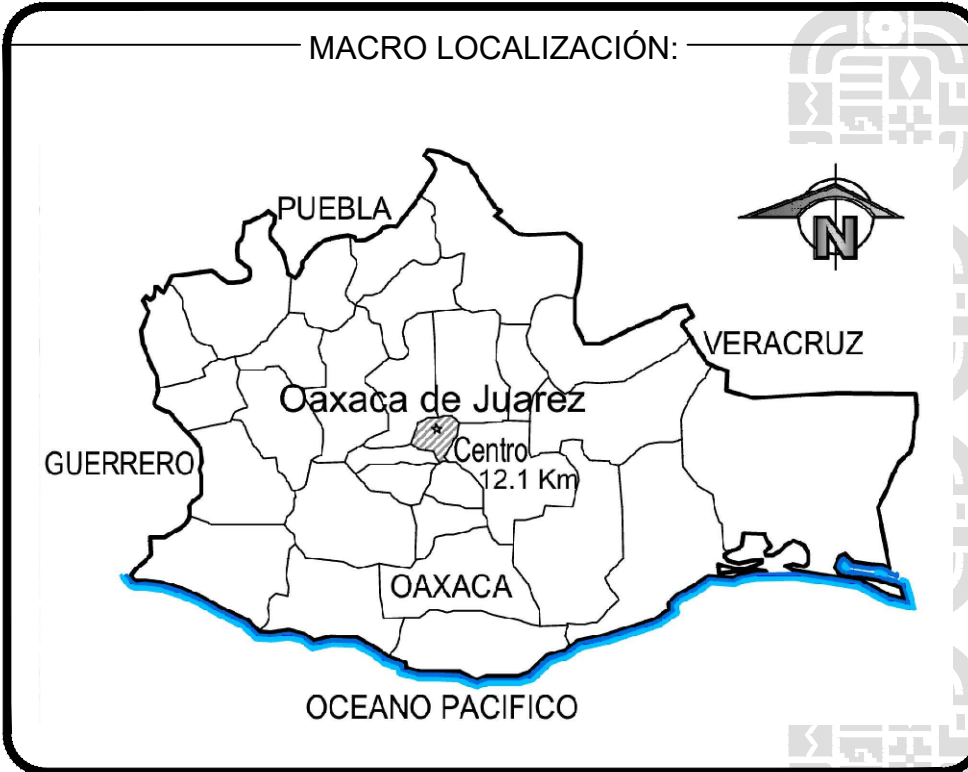 MACRO LOCALIZACIÓN:
PUEBLA
N
VERACRUZ
Oaxaca de Juarez
Centro
GUERRERO
12.1 Km
OAXACA
OCEANO PACIFICO